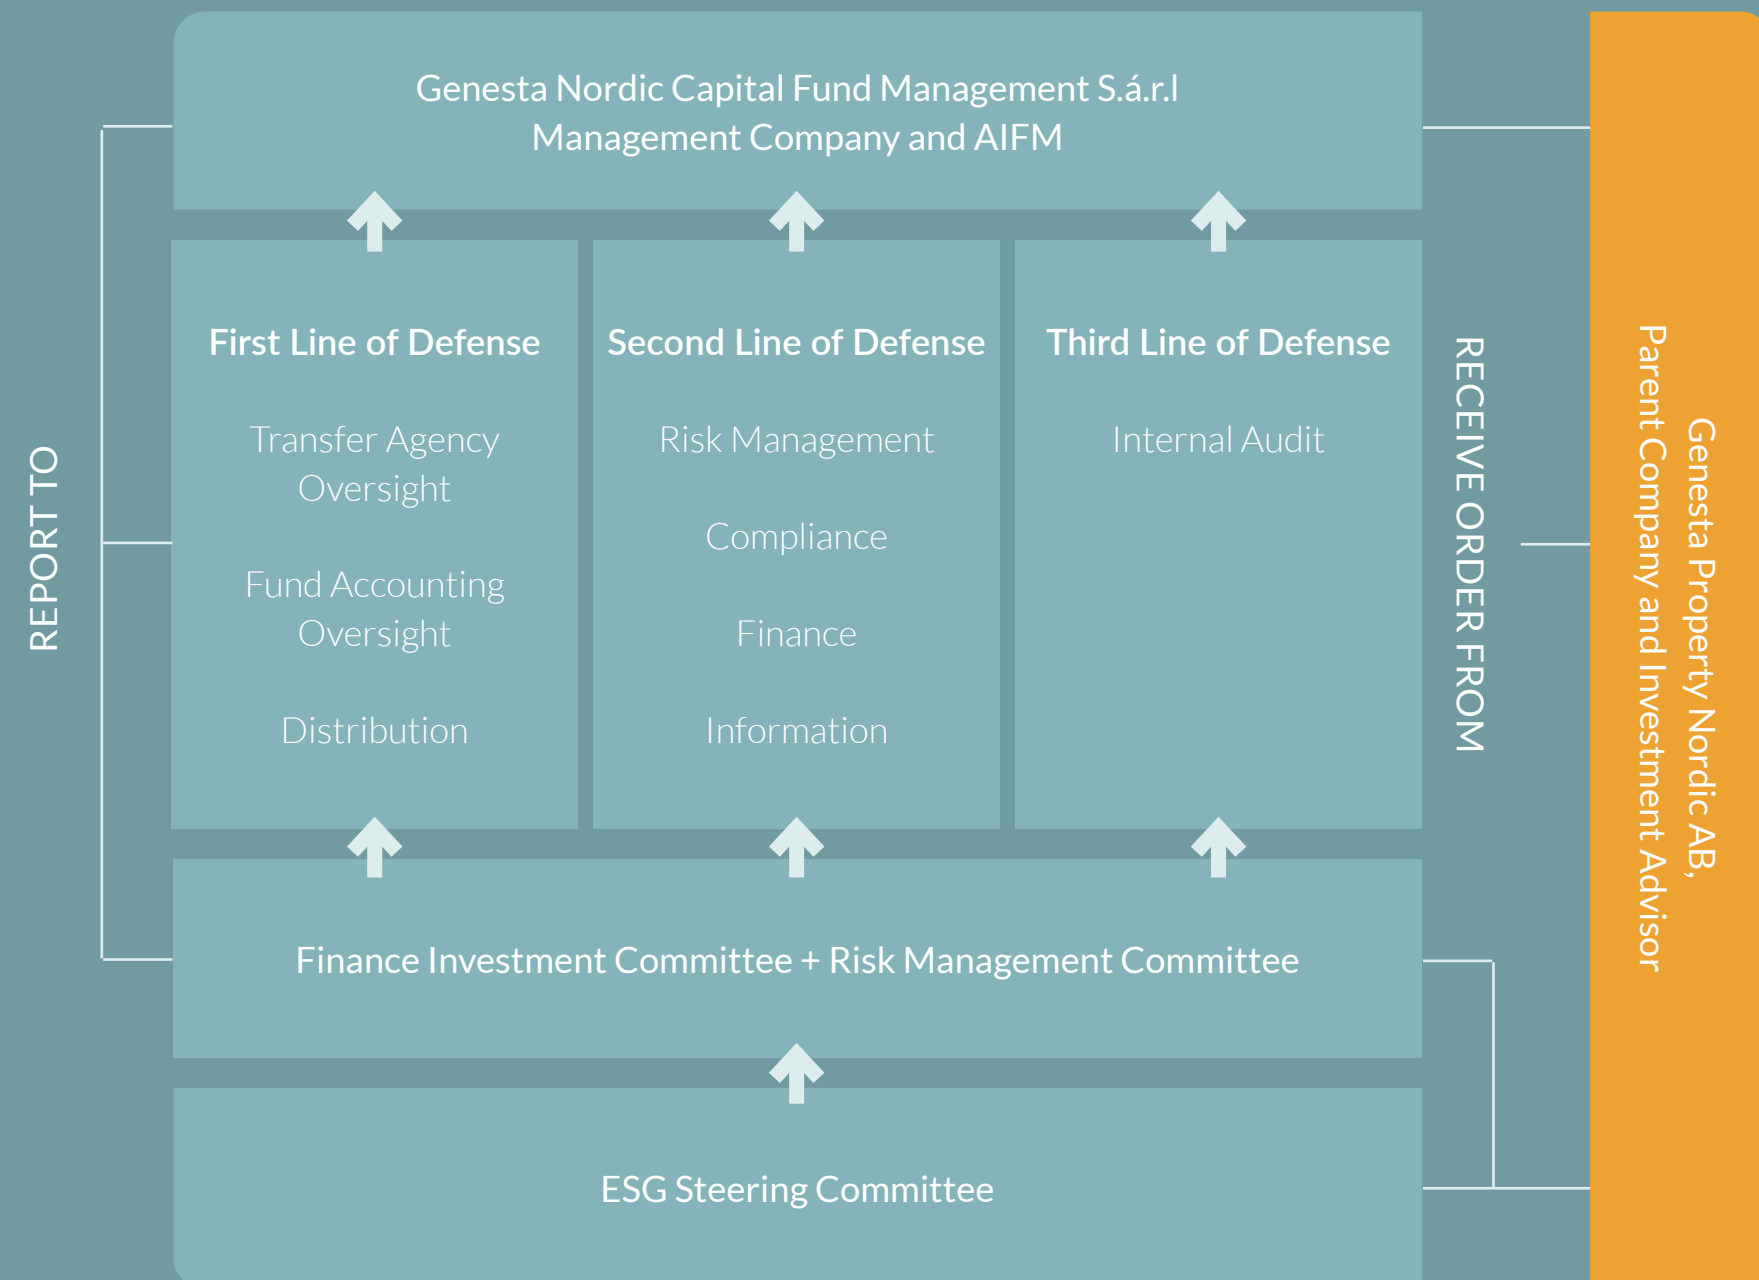 Genesta Nordic Capital Fund Management S.á.r.l
Management Company and AIFM
REPORT TO
First Line of Defense
Transfer Agency
Oversight
Fund Accounting
Oversight
Distribution
Second Line of Defense
Risk Management
Compliance
Finance
Information
Third Line of Defense
Internal Audit
RECEIVE ORDER FROM
Genesta Property Nordic AB,
Parent Company and Investment Advisor
Finance Investment Committee + Risk Management Committee
ESG Steering Committee